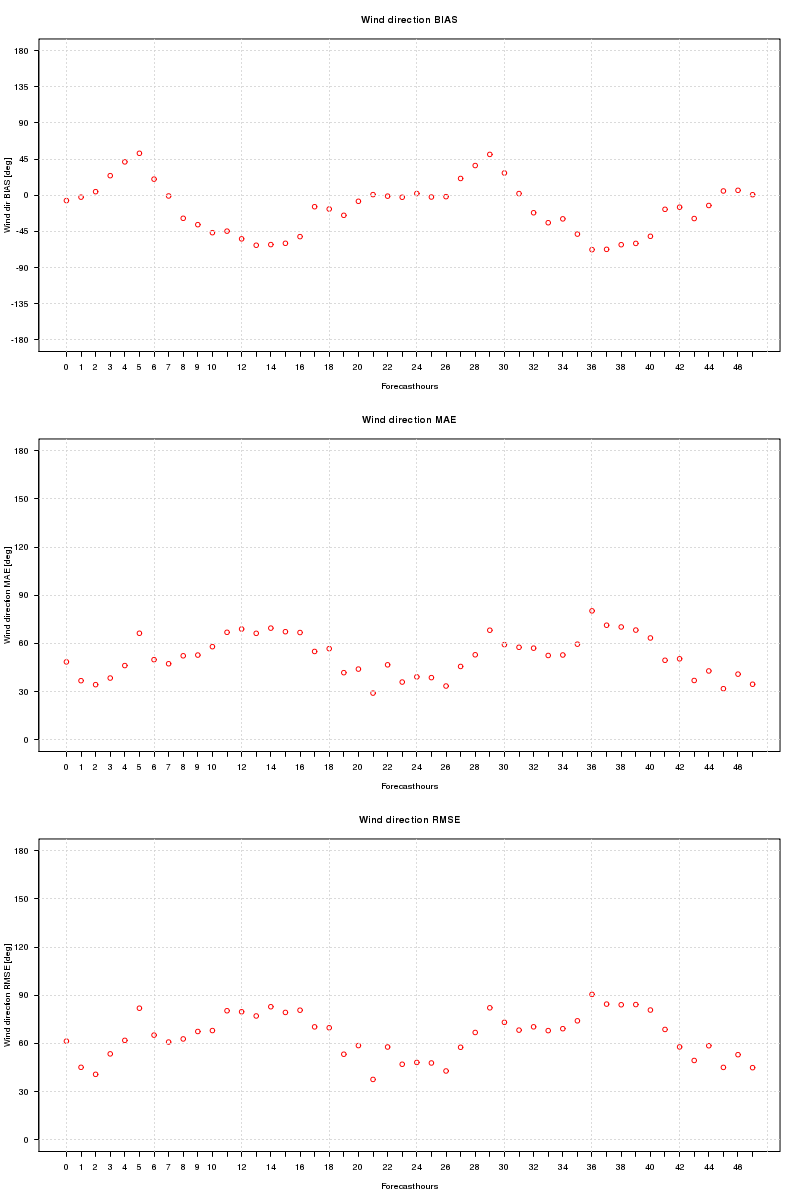 Wind direction BIAS
180
135
90
45
0
-45
-90
-135
-180
Wind dir BIAS [deg]
0 1 2 3 4 5 6 7 8 9 10 12 14 16 18 20 22 24 26 28 30 32 34 36 38 40 42 44 46
Forecasthours
Wind direction MAE
180
150
120
90
60
30
0
Wind direction MAE [deg]
0 1 2 3 4 5 6 7 8 9 10 12 14 16 18 20 22 24 26 28 30 32 34 36 38 40 42 44 46
Forecasthours
Wind direction RMSE
180
150
120
90
60
30
0
Wind direction RMSE [deg]
0 1 2 3 4 5 6 7 8 9 10 12 14 16 18 20 22 24 26 28 30 32 34 36 38 40 42 44 46
Forecasthours